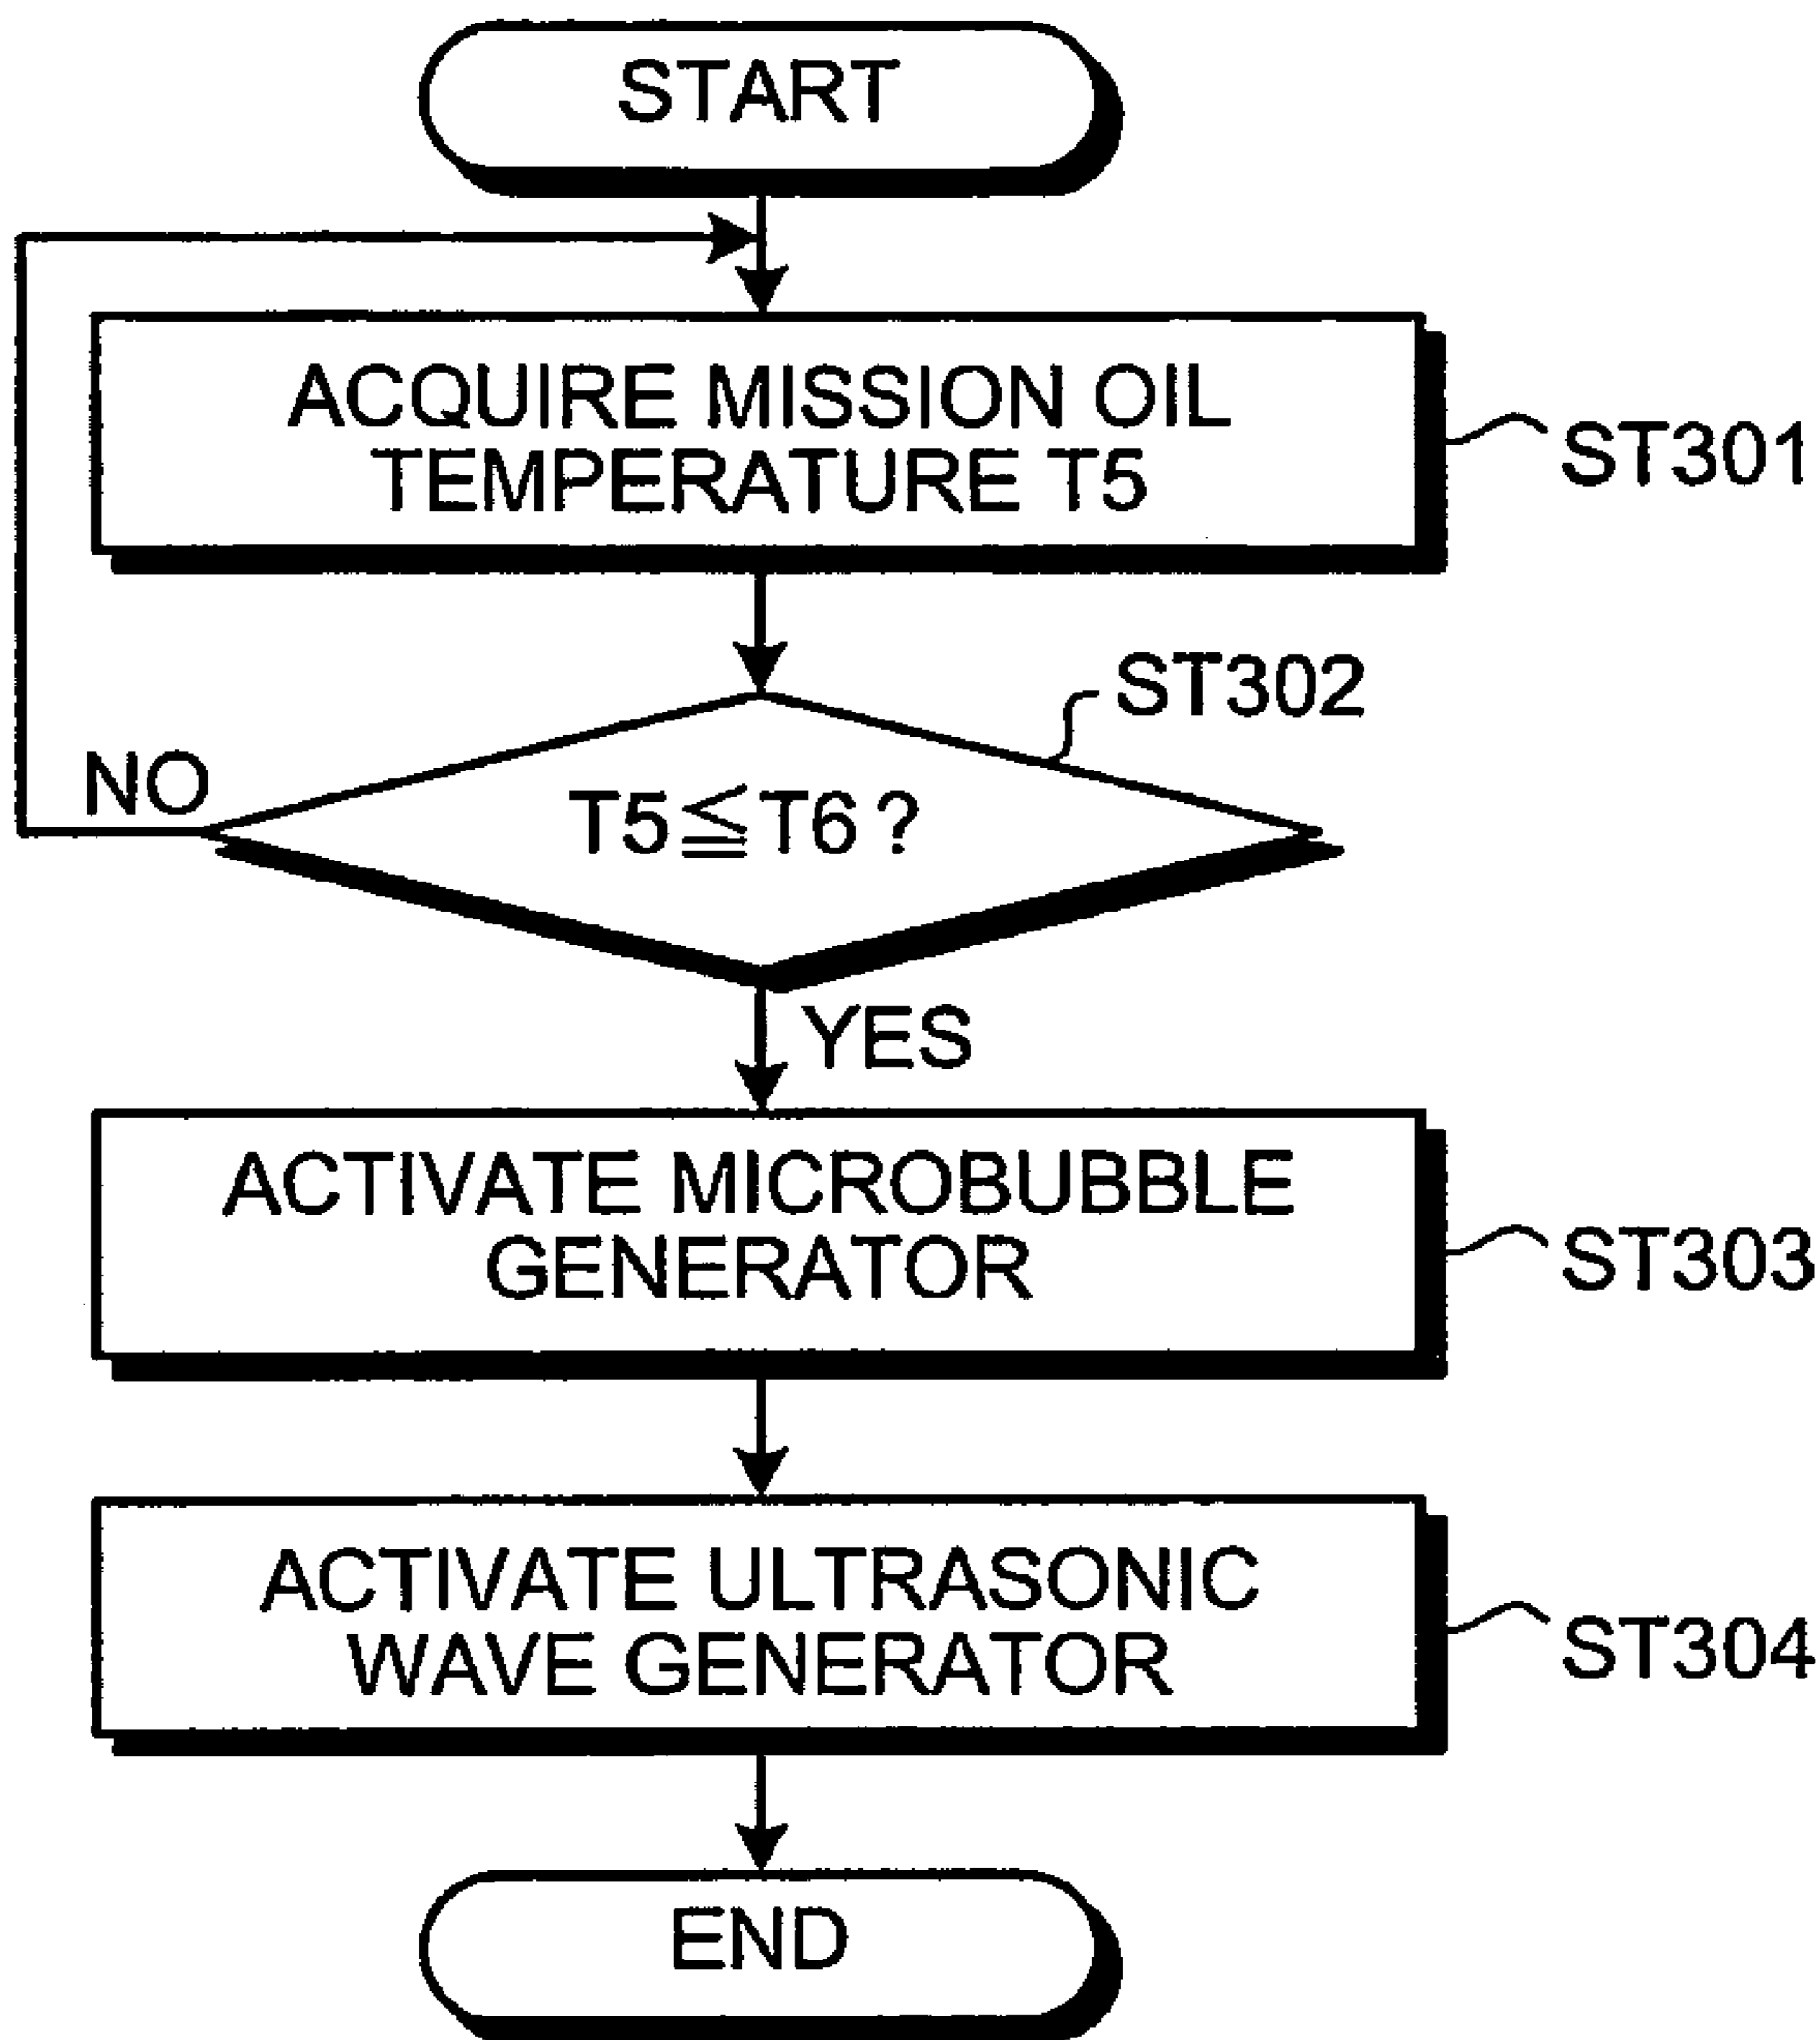 START
ACQUIRE MISSION OIL
TEMPERATURE T5
ST301
ST302
NO
T5≦T6?
YES
ACTIVATE MICROBUBBLE
GENERATOR
ST303
ACTIVATE ULTRASONIC
WAVE GENERATOR
ST304
END